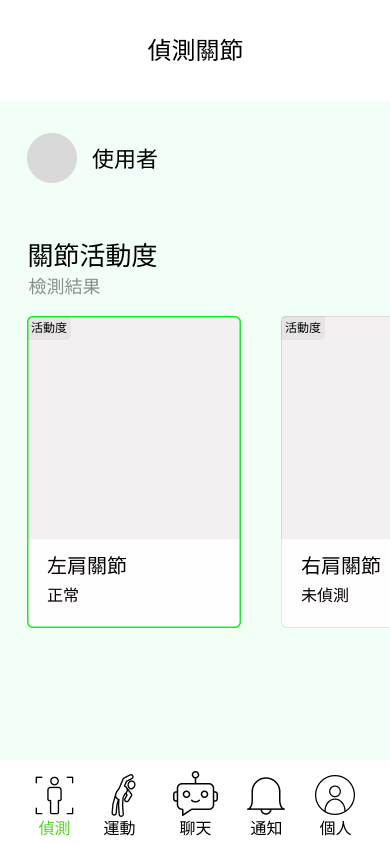 偵測關節
使用者
關節活動度
檢測結果
活動度
活動度
左肩關節
正常
右肩關節
未偵測
偵測
運動
聊天
通知
個人